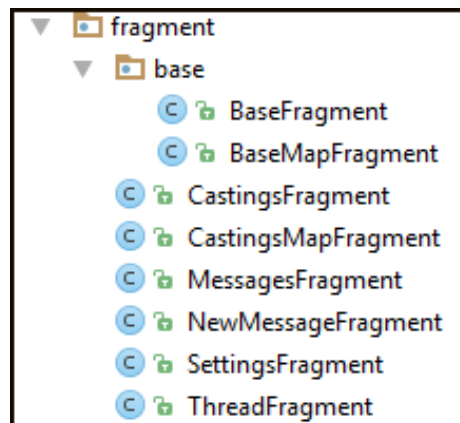 fragment
base
C BaseFragment
C BaseMapFragment
C CastingsFragment
C CastingsMapFragment
C MessagesFragment
C NewMessageFragment
C SettingsFragment
C ThreadFragment